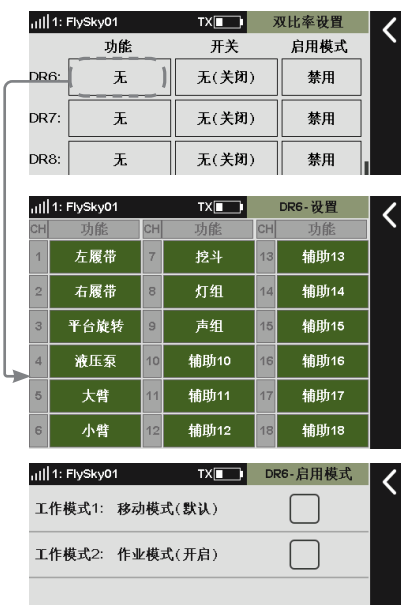 1: FlySky01 TX 双比率设置
功能 开关 启用模式
DR6: 无 无(关闭) 禁用
DR7: 无 无(关闭) 禁用
DR8: 无 无(关闭) 禁用
1: FlySky01 TX DR6-设置
CH 功能 CH 功能 CH 功能
1 左履带 7 挖斗 13 辅助13
2 右履带 8 灯组 14 辅助14
3 平台旋转 9 声组 15 辅助15
4 液压泵 10 辅助10 16 辅助16
5 大臂 11 辅助11 17 辅助17
6 小臂 12 辅助12 18 辅助18
1: FlySky01 TX DR6-启用模式
工作模式1: 移动模式(默认)
工作模式2: 作业模式(开启)